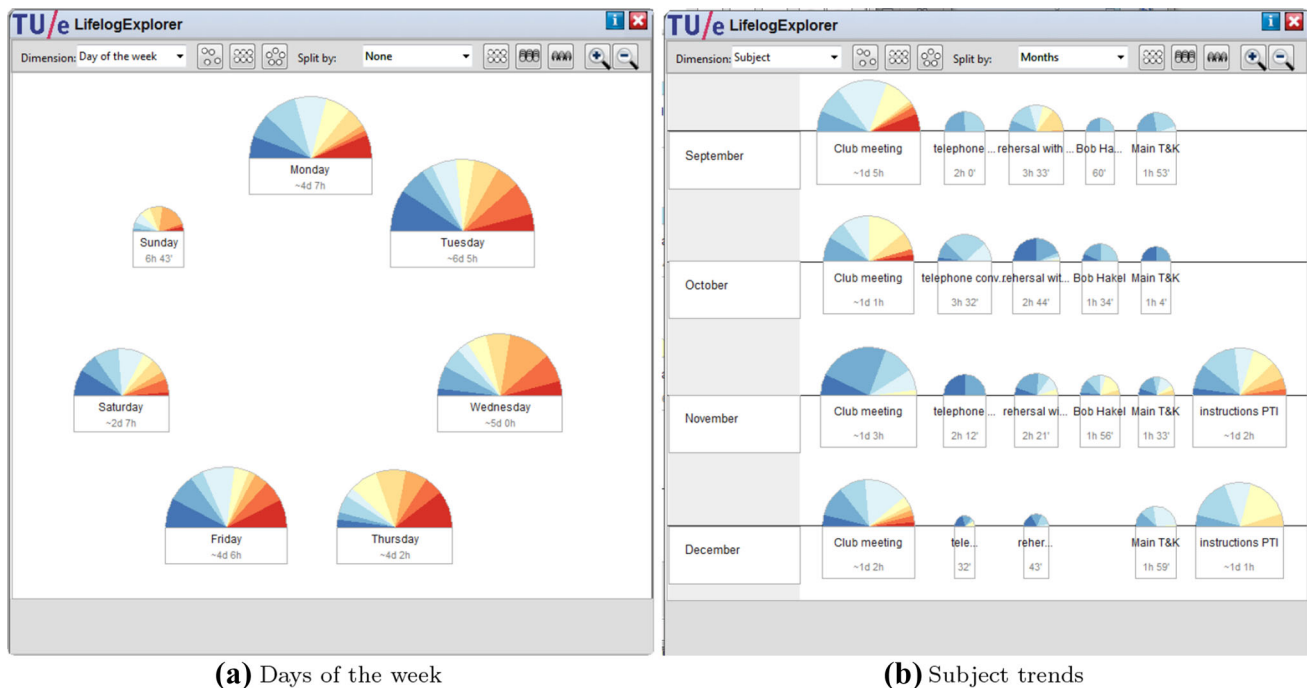 TU/e LifelogExplorer
Dimension: Day of the week Split by: None
Monday
~4d 7h
Tuesday
~6d 5h
Sunday
6h 43'
Saturday
~2d 7h
Wednesday
~5d 0h
Friday
~4d 6h
Thursday
~4d 2h
(a) Days of the week
TU/e LifelogExplorer
Dimension: Subject Split by: Months
September
Club meeting telephone ... rehersal with ... Bob Ha... Main T&K
~1d 5h 2h 0' 3h 33' 60' 1h 53'
October
Club meeting telephone conv... rehersal wit... Bob Hakel Main T&K
~1d 1h 3h 32' 2h 44' 1h 34' 1h 4'
November
Club meeting telephone ... rehersal wi... Bob Hakel Main T&K instructions PTI
~1d 3h 2h 12' 2h 21' 1h 56' 1h 33' ~1d 2h
December
Club meeting tele... reher... Main T&K instructions PTI
~1d 2h 32' 43' 1h 59' ~1d 1h
(b) Subject trends